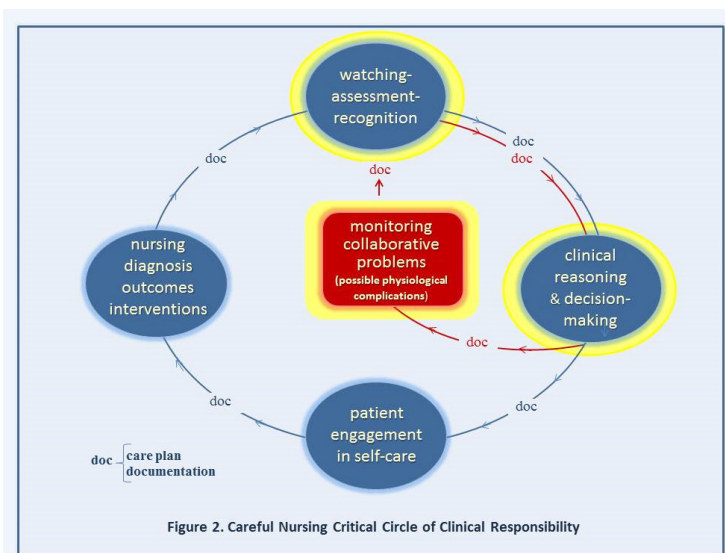 watching-
assessment-
recognition
doc
doc
doc
doc
monitoring
collaborative
problems
(possible physiological
complications)
nursing
diagnosis
outcomes
interventions
clinical
reasoning
& decision-
making
doc
doc
doc
patient
engagement
in self-care
doc
care plan
documentation
Figure 2. Careful Nursing Critical Circle of Clinical Responsibility